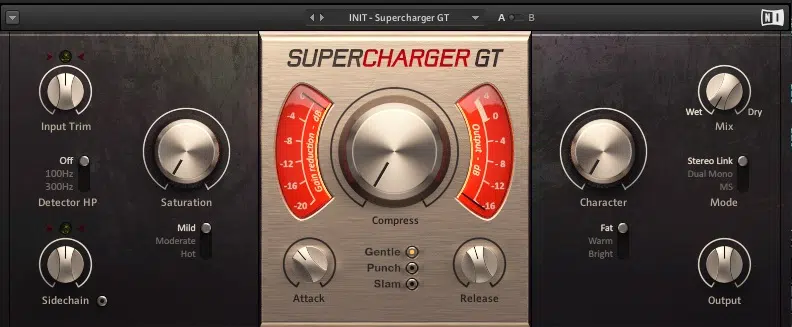 INIT - Supercharger GT
A B
NI
SUPERCHARGER GT
Input Trim
Off
100Hz
300Hz
Detector HP
Sidechain
Saturation
Mild
Moderate
Hot
0
-4
-8
-12
-16
-20
Gain reduction - dB
0
-4
-8
-12
-16
Output - dB
Compress
Attack
Gentle
Punch
Slam
Release
Character
Fat
Warm
Bright
Wet Dry
Mix
Stereo Link
Dual Mono
MS
Mode
Output